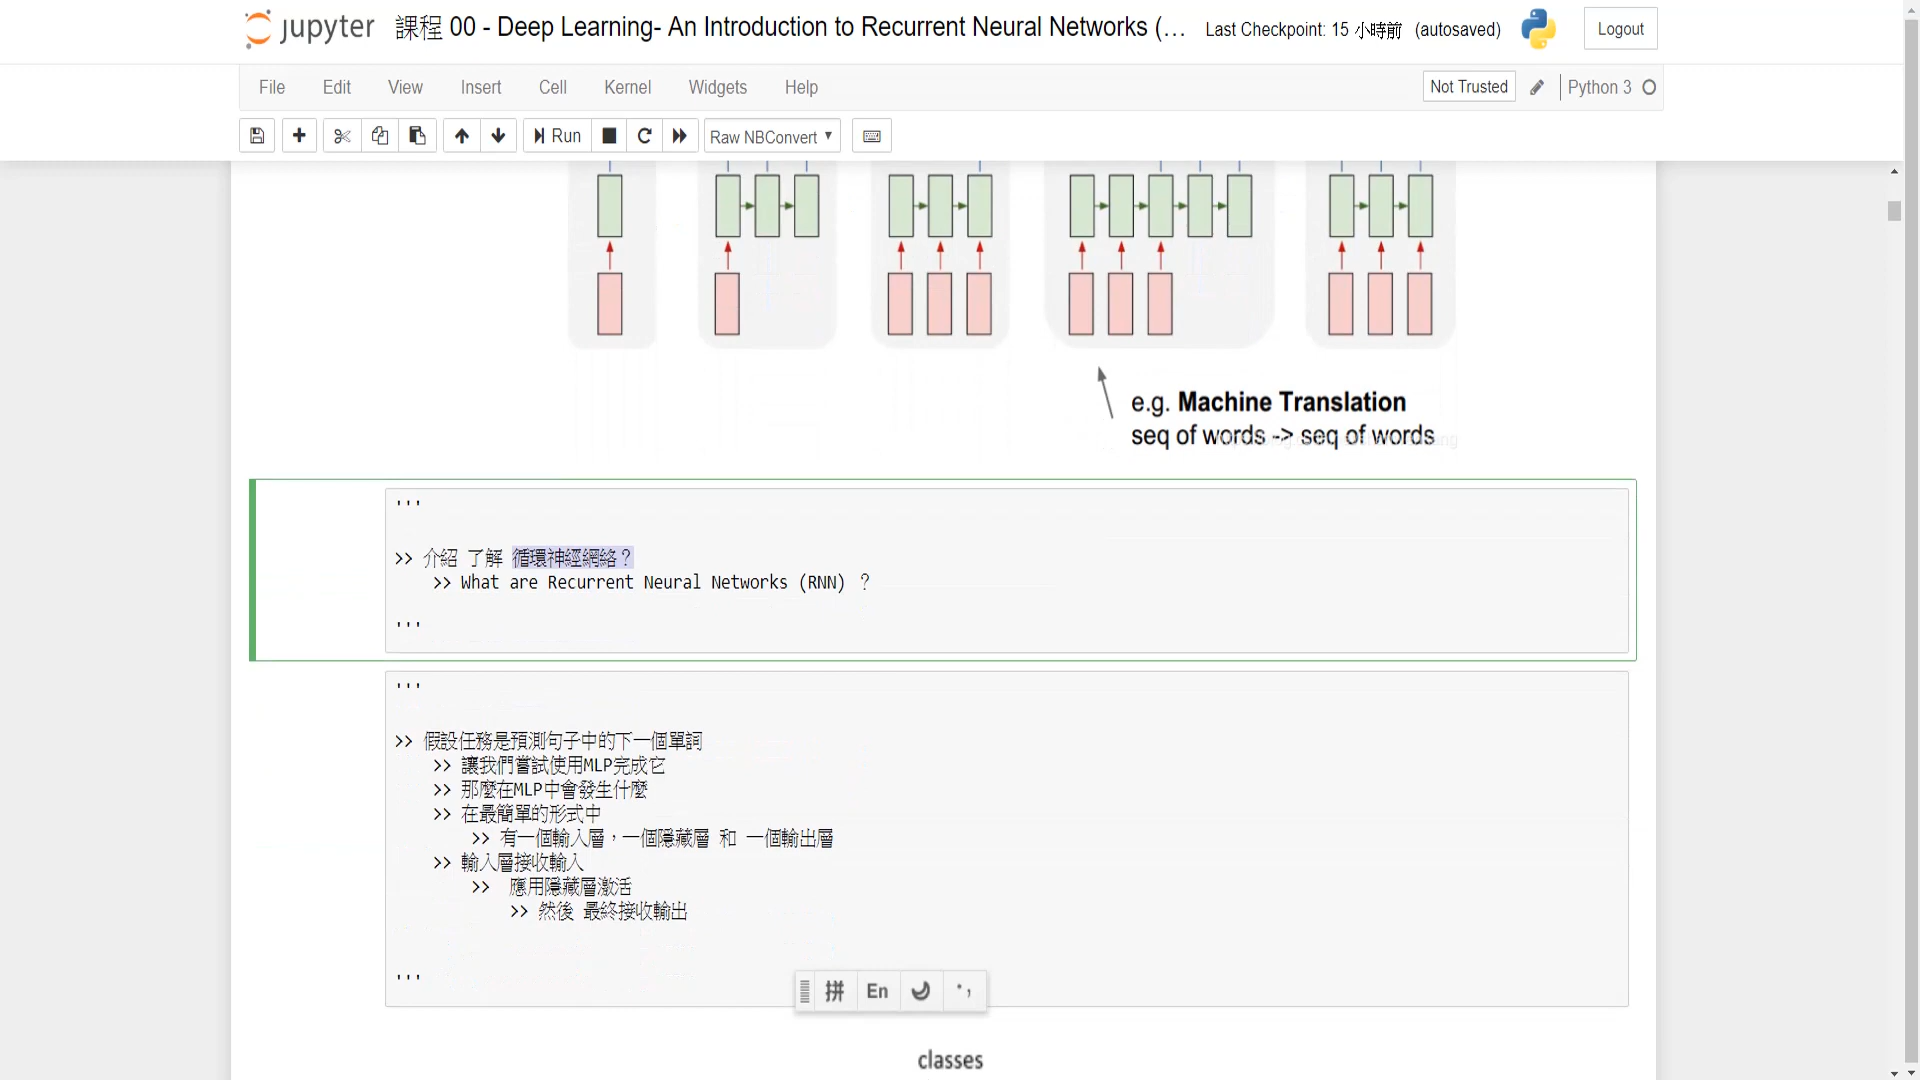 jupyter 課程 00 - Deep Learning- An Introduction to Recurrent Neural Networks (... Last Checkpoint: 15 小時前 (autosaved) Logout
File Edit View Insert Cell Kernel Widgets Help Not Trusted Python 3
Run Raw NBConvert
e.g. Machine Translation
seq of words -> seq of words
'''
>> 介紹 了解 循環神經網絡？
>> What are Recurrent Neural Networks (RNN) ？
'''
'''
>> 假設任務是預測句子中的下一個單詞
>> 讓我們嘗試使用MLP完成它
>> 那麼在MLP中會發生什麼
>> 在最簡單的形式中
>> 有一個輸入層，一個隱藏層 和 一個輸出層
>> 輸入層接收輸入
>> 應用隱藏層激活
>> 然後 最終接收輸出
'''
拼 En
classes